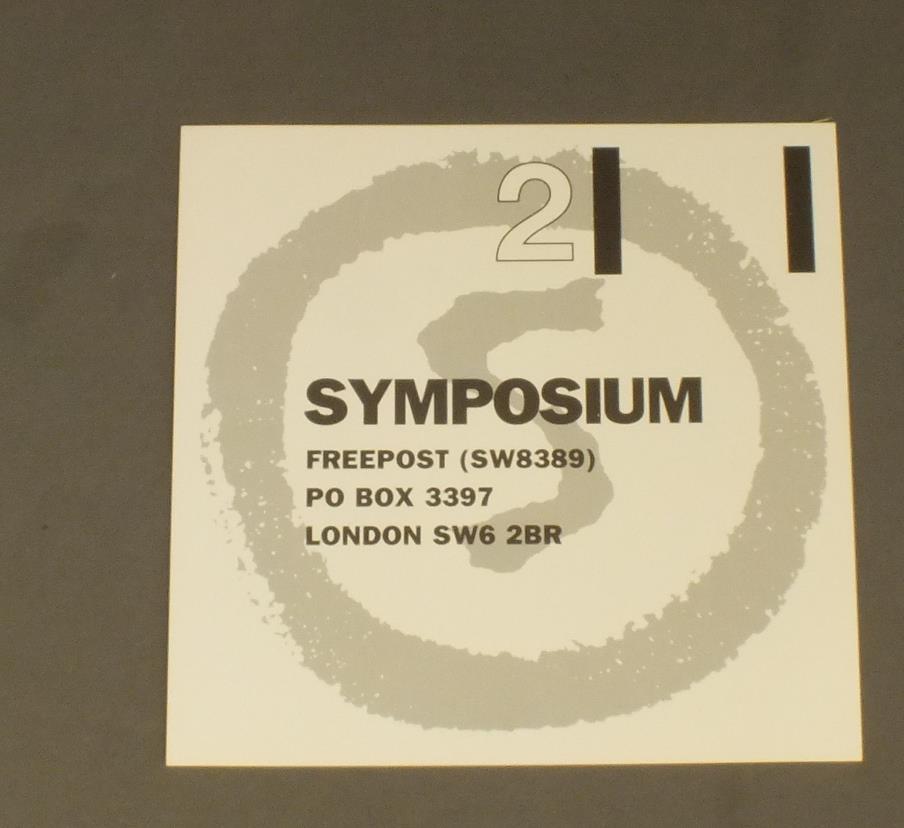 2
S
SYMPOSIUM
FREEPOST (SW8389)
PO BOX 3397
LONDON SW6 2BR